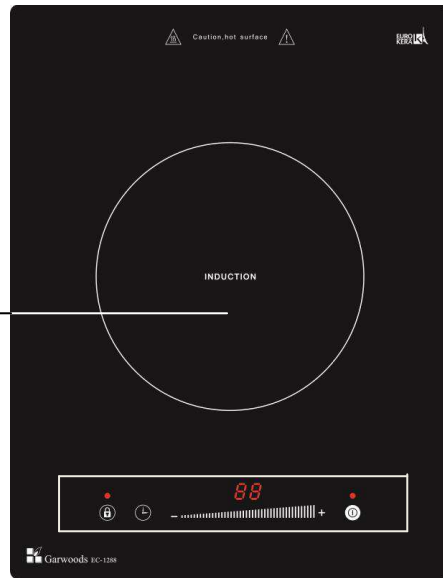 Caution,hot surface
EURO
KERA
INDUCTION
88
- +
Garwoods EC-1288